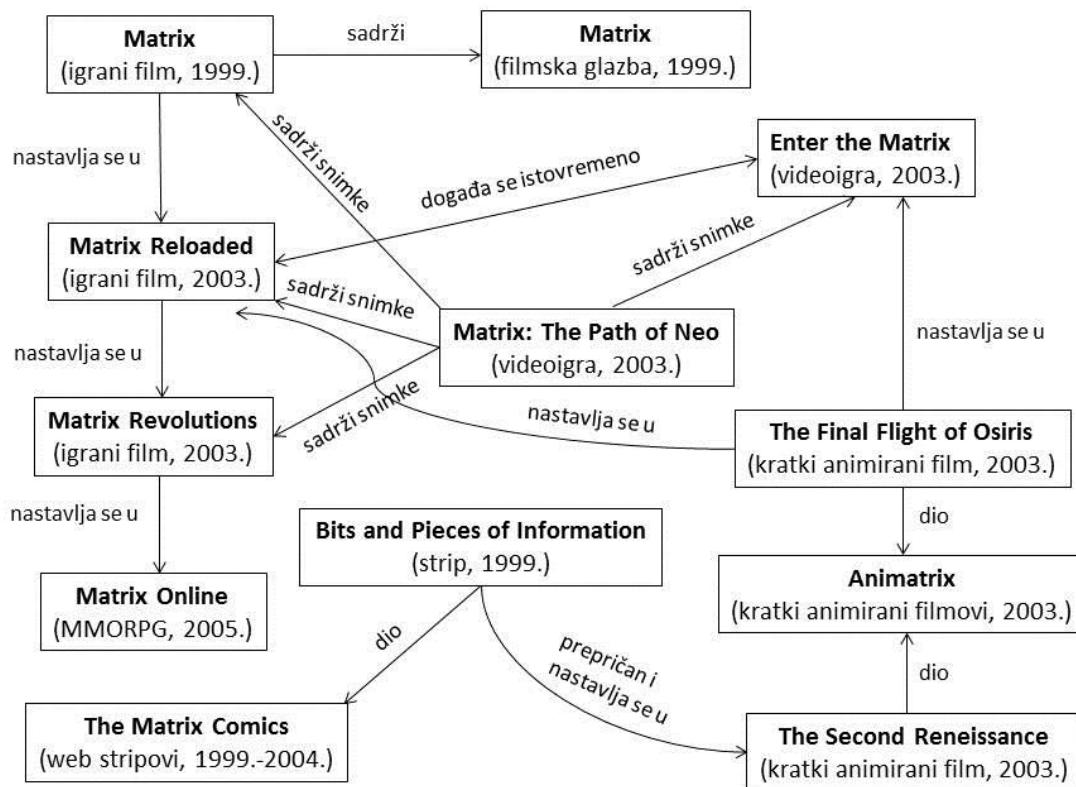 Matrix
(igrani film, 1999.)
sadrži
Matrix
(filmska glazba, 1999.)
nastavlja se u
sadrži snimke
događa se istovremeno
Enter the Matrix
(videoigra, 2003.)
Matrix Reloaded
(igrani film, 2003.)
sadrži snimke
sadrži snimke
Matrix: The Path of Neo
(videoigra, 2003.)
nastavlja se u
nastavlja se u
sadrži snimke
Matrix Revolutions
(igrani film, 2003.)
nastavlja se u
The Final Flight of Osiris
(kratki animirani film, 2003.)
nastavlja se u
dio
Bits and Pieces of Information
(strip, 1999.)
Matrix Online
(MMORPG, 2005.)
Animatrix
(kratki animirani filmovi, 2003.)
dio
prepričan i
nastavlja se u
dio
The Matrix Comics
(web stripovi, 1999.-2004.)
The Second Reneissance
(kratki animirani film, 2003.)